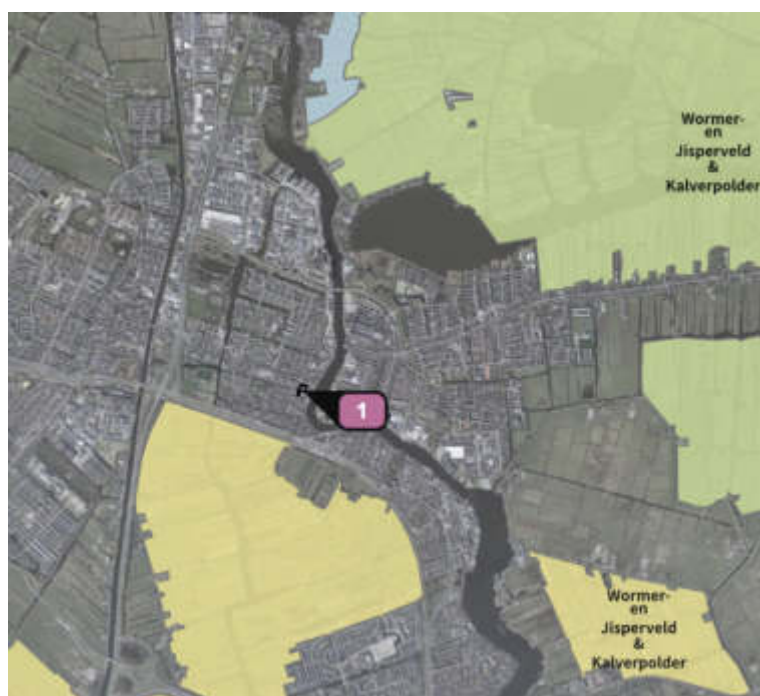 Wormer-
en
Jisperveld
&
Kalverpolder
1
Wormer-
en
Jisperveld
&
Kalverpolder